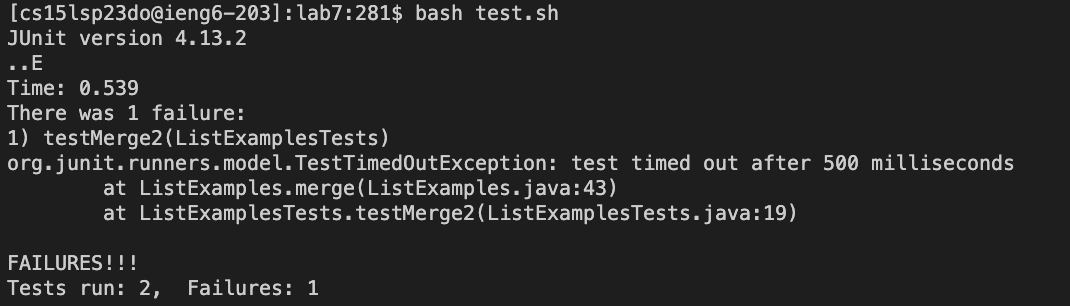 [cs15lsp23do@ieng6-203]:lab7:281$ bash test.sh
JUnit version 4.13.2
..E
Time: 0.539
There was 1 failure:
1) testMerge2(ListExamplesTests)
org.junit.runners.model.TestTimedOutException: test timed out after 500 milliseconds
        at ListExamples.merge(ListExamples.java:43)
        at ListExamplesTests.testMerge2(ListExamplesTests.java:19)

FAILURES!!!
Tests run: 2,  Failures: 1